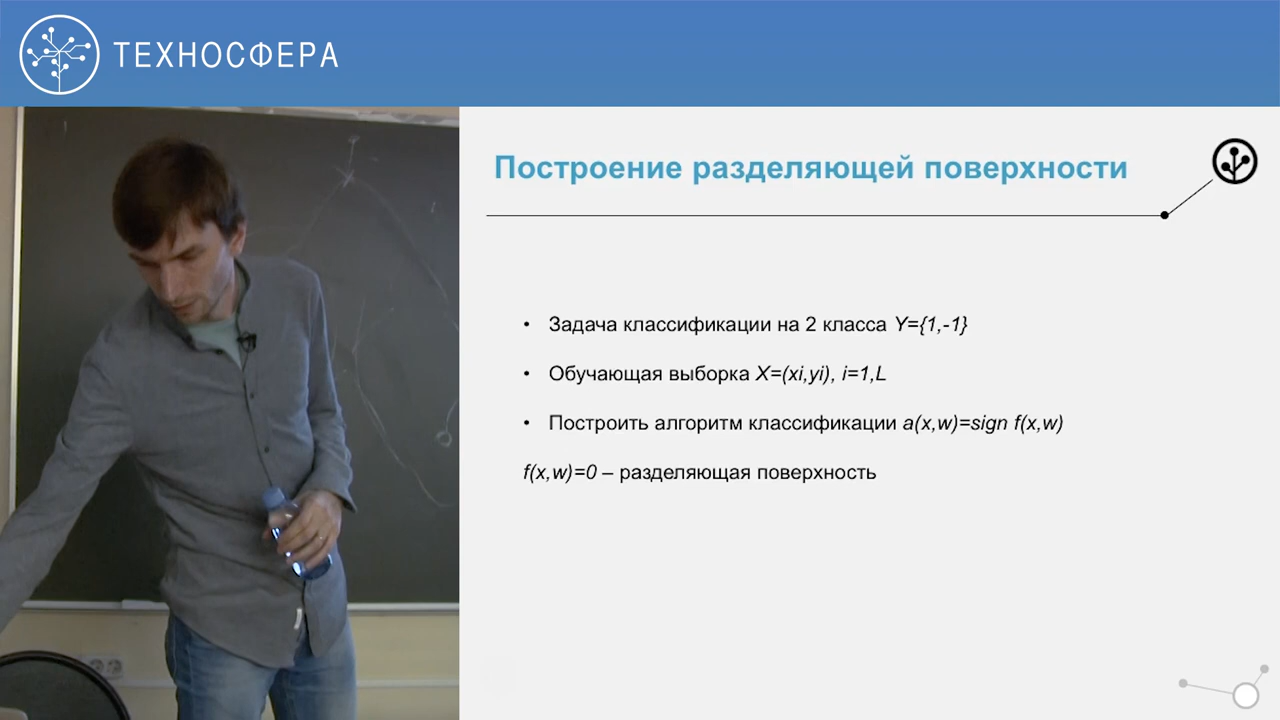 ТЕХНОСФЕРА
Построение разделяющей поверхности
• Задача классификации на 2 класса Y={1,-1}
• Обучающая выборка X=(xi,yi), i=1,L
• Построить алгоритм классификации a(x,w)=sign f(x,w)
f(x,w)=0 – разделяющая поверхность